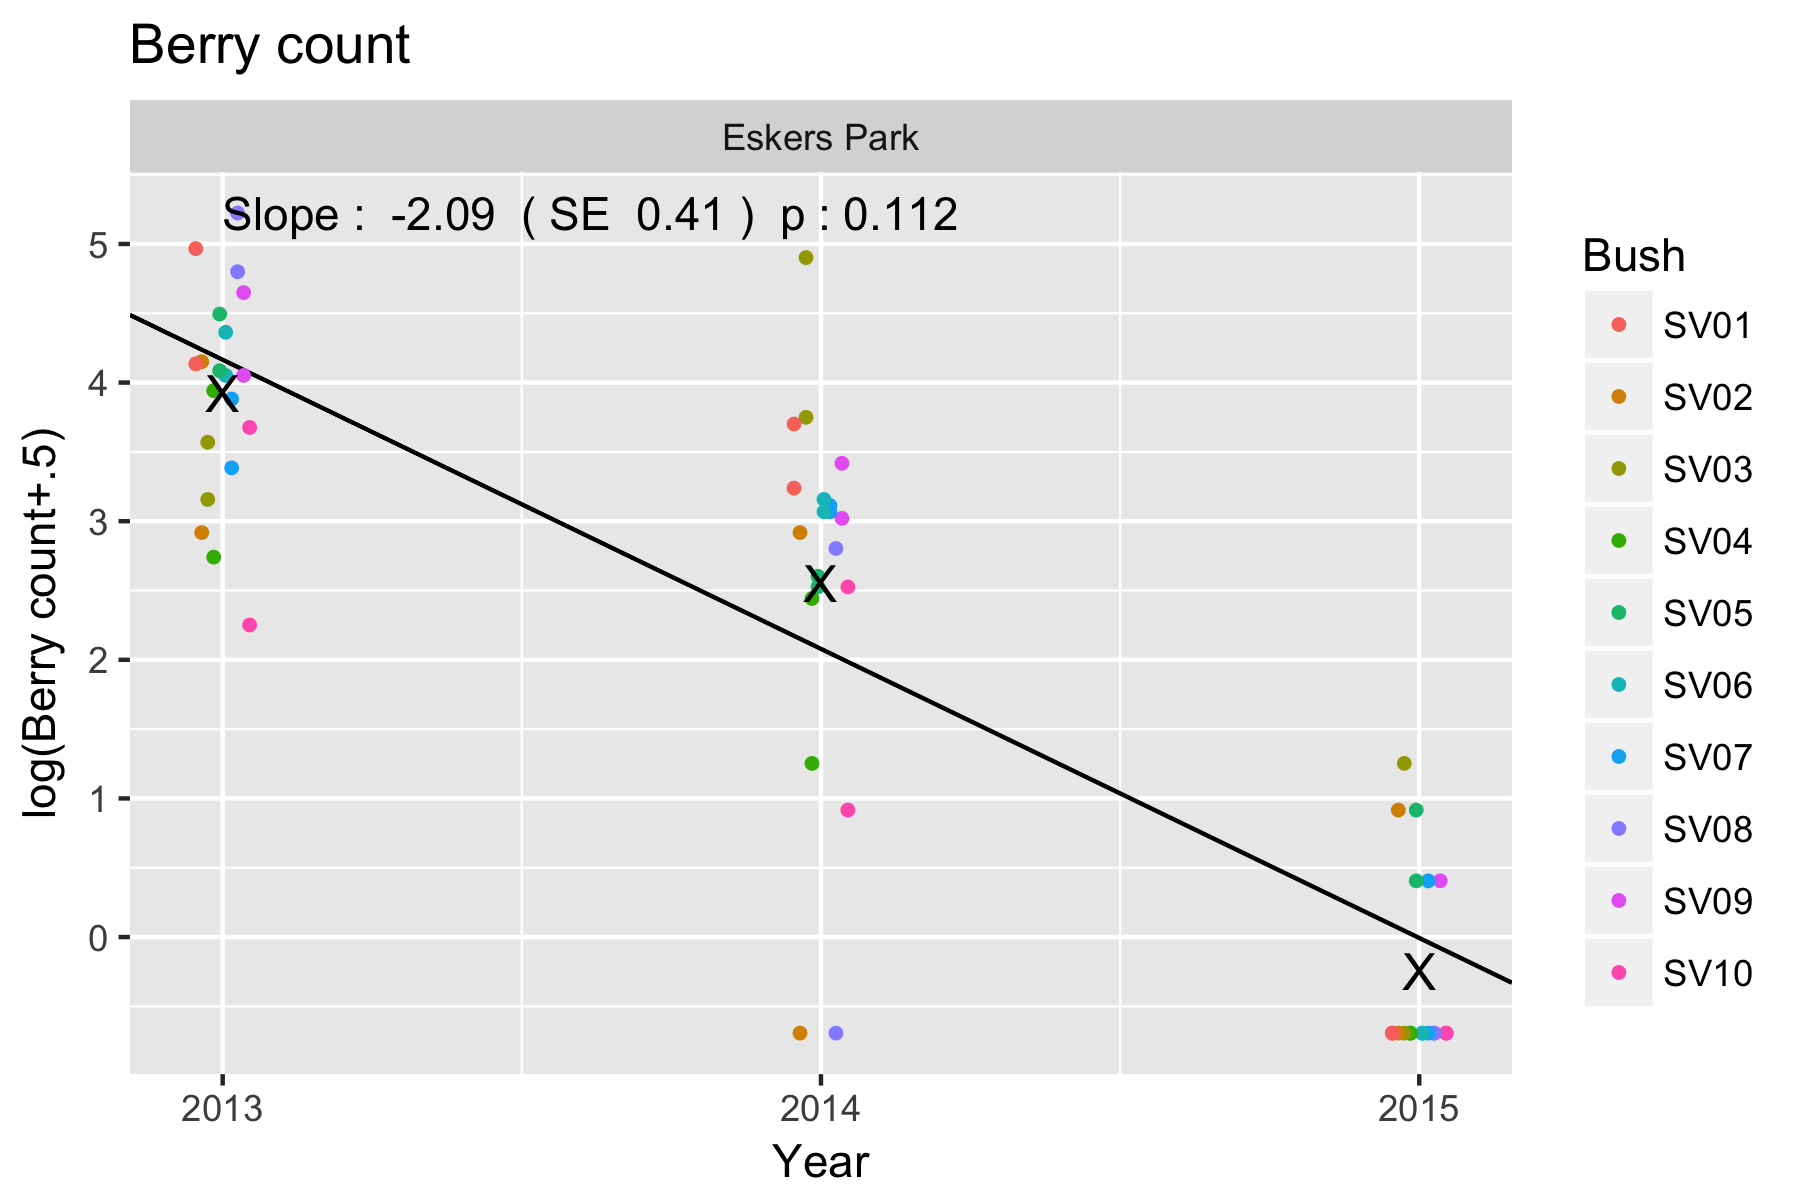 Berry count
Eskers Park
Slope : -2.09 ( SE 0.41 ) p : 0.112
log(Berry count+.5)
5
4
3
2
1
0
X
X
X
2013 2014 2015
Year
Bush
SV01
SV02
SV03
SV04
SV05
SV06
SV07
SV08
SV09
SV10